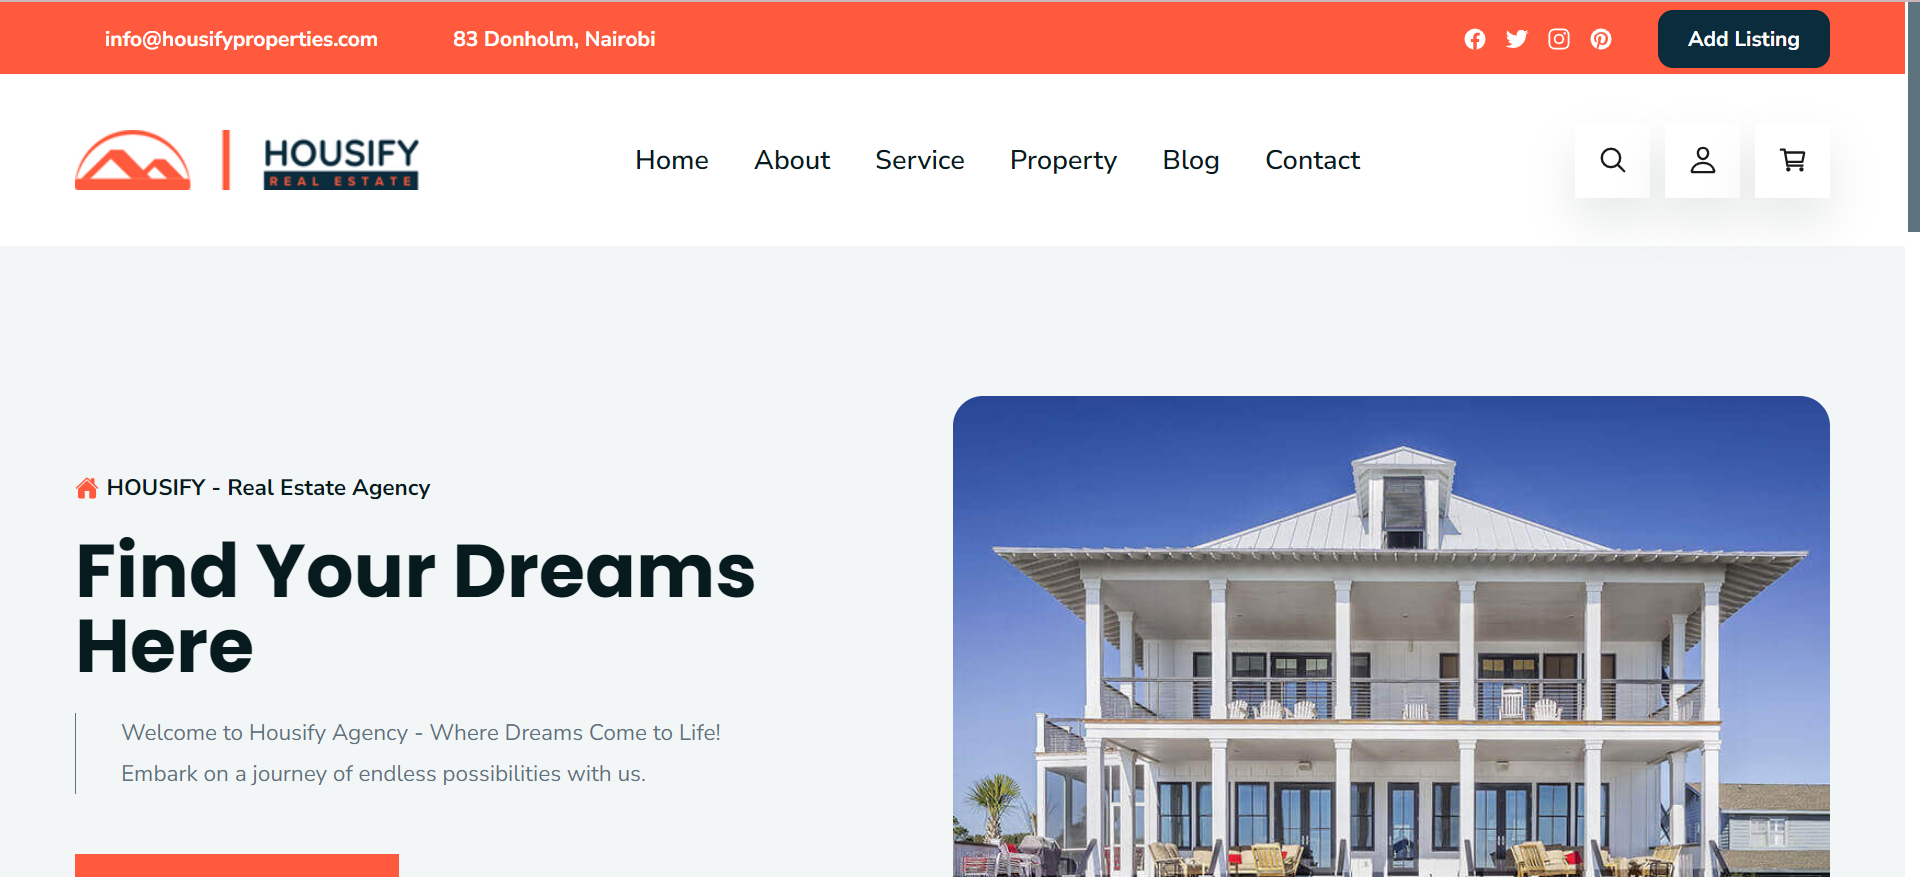 info@housifyproperties.com
83 Donholm, Nairobi
Add Listing
HOUSIFY
REAL ESTATE
Home
About
Service
Property
Blog
Contact
HOUSIFY - Real Estate Agency
Find Your Dreams
Here
Welcome to Housify Agency - Where Dreams Come to Life!
Embark on a journey of endless possibilities with us.